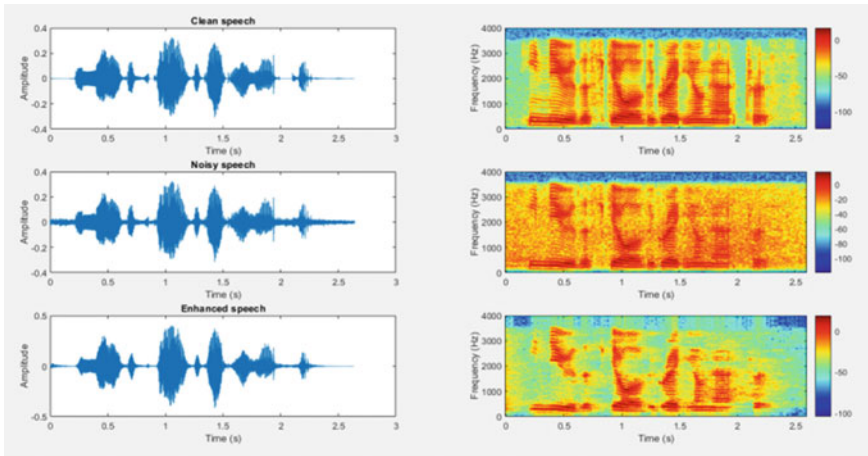 Clean speech
0.4
0.2
0
-0.2
-0.4
Amplitude
0 0.5 1 1.5 2 2.5 3
Time (s)
4000
3000
2000
1000
0
Frequency (Hz)
0 0.5 1 1.5 2 2.5
Time (s)
0
-50
-100
Noisy speech
0.4
0.2
0
-0.2
-0.4
Amplitude
0 0.5 1 1.5 2 2.5 3
Time (s)
4000
3000
2000
1000
0
Frequency (Hz)
0 0.5 1 1.5 2 2.5
Time (s)
0
-20
-40
-60
-80
-100
Enhanced speech
0.5
0
-0.5
Amplitude
0 0.5 1 1.5 2 2.5 3
Time (s)
4000
3000
2000
1000
0
Frequency (Hz)
0 0.5 1 1.5 2 2.5
Time (s)
0
-50
-100